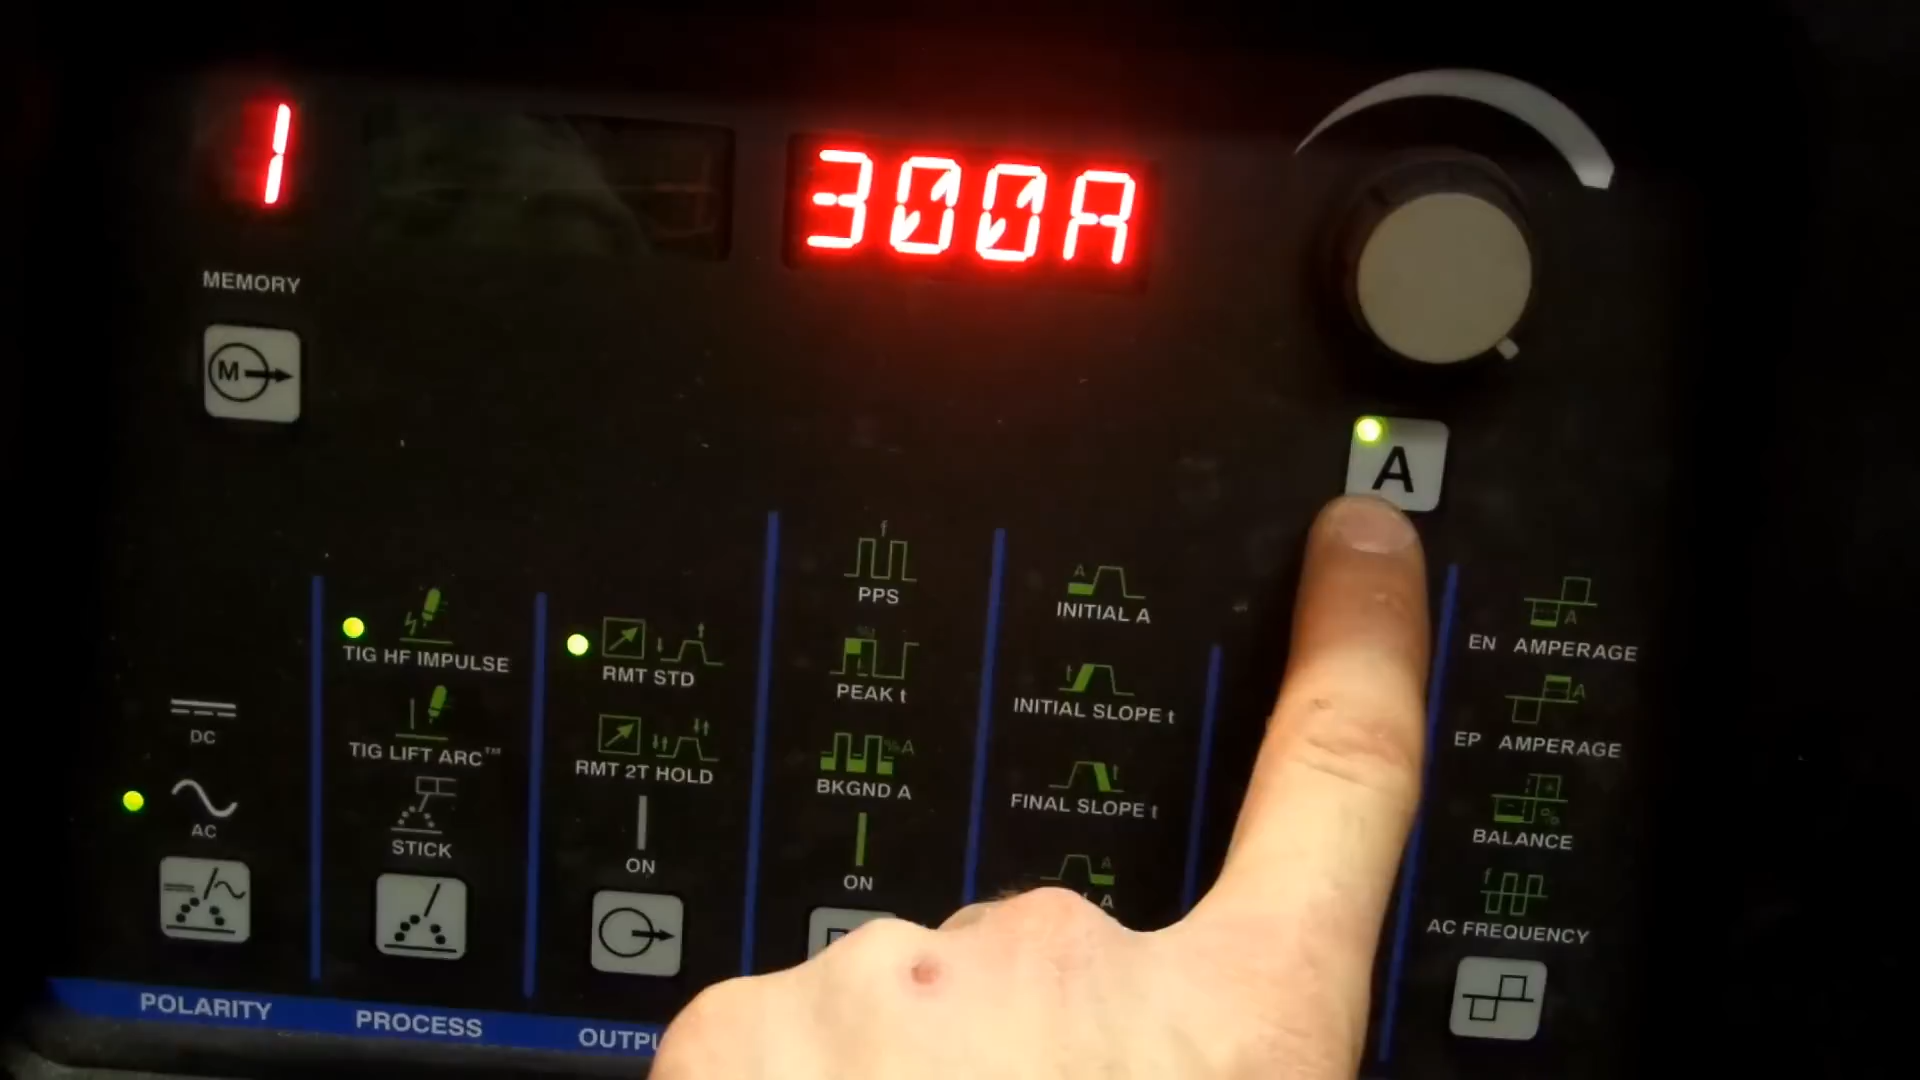 1
300A
MEMORY
M
A
f
PPS
A
INITIAL A
A
EN AMPERAGE
TIG HF IMPULSE
RMT STD
PEAK t
t
INITIAL SLOPE t
A
EP AMPERAGE
DC
TIG LIFT ARC™
RMT 2T HOLD
%A
BKGND A
t
FINAL SLOPE t
%
BALANCE
AC
STICK
ON
ON
A
A
f
AC FREQUENCY
POLARITY
PROCESS